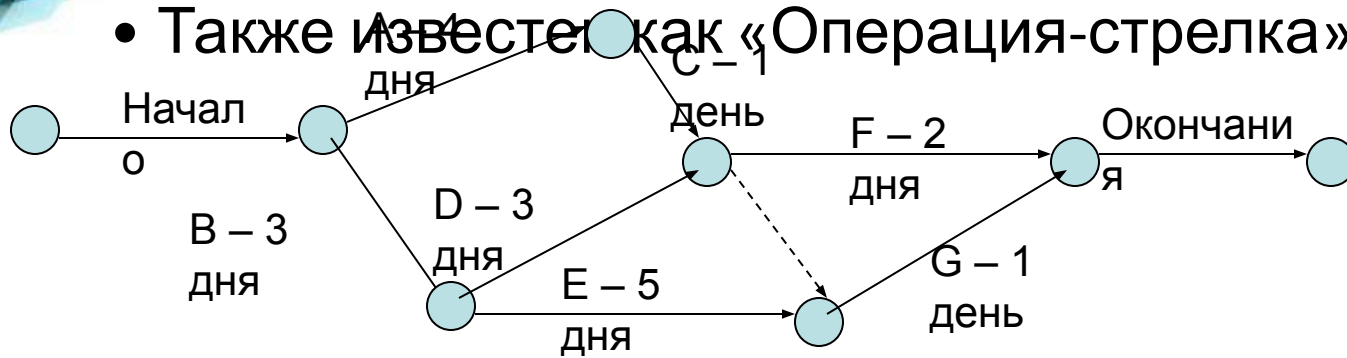 • Также известен как «Операция-стрелка»
A – 4
дня
C – 1
день
Начал
о
F – 2
дня
Окончани
я
B – 3
дня
D – 3
дня
E – 5
дня
G – 1
день